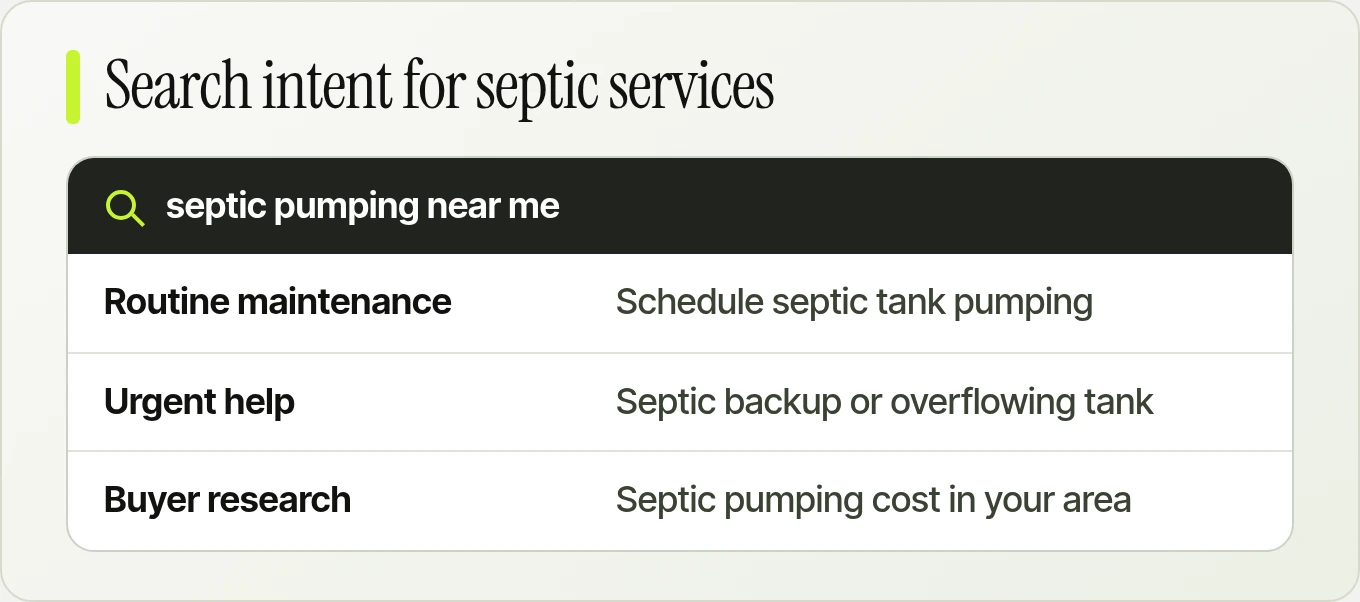 Search intent for septic services
septic pumping near me
Routine maintenance Schedule septic tank pumping
Urgent help Septic backup or overflowing tank
Buyer research Septic pumping cost in your area